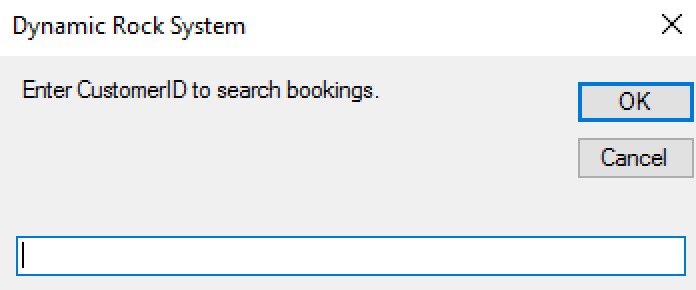 Dynamic Rock System
Enter CustomerID to search bookings.
OK
Cancel